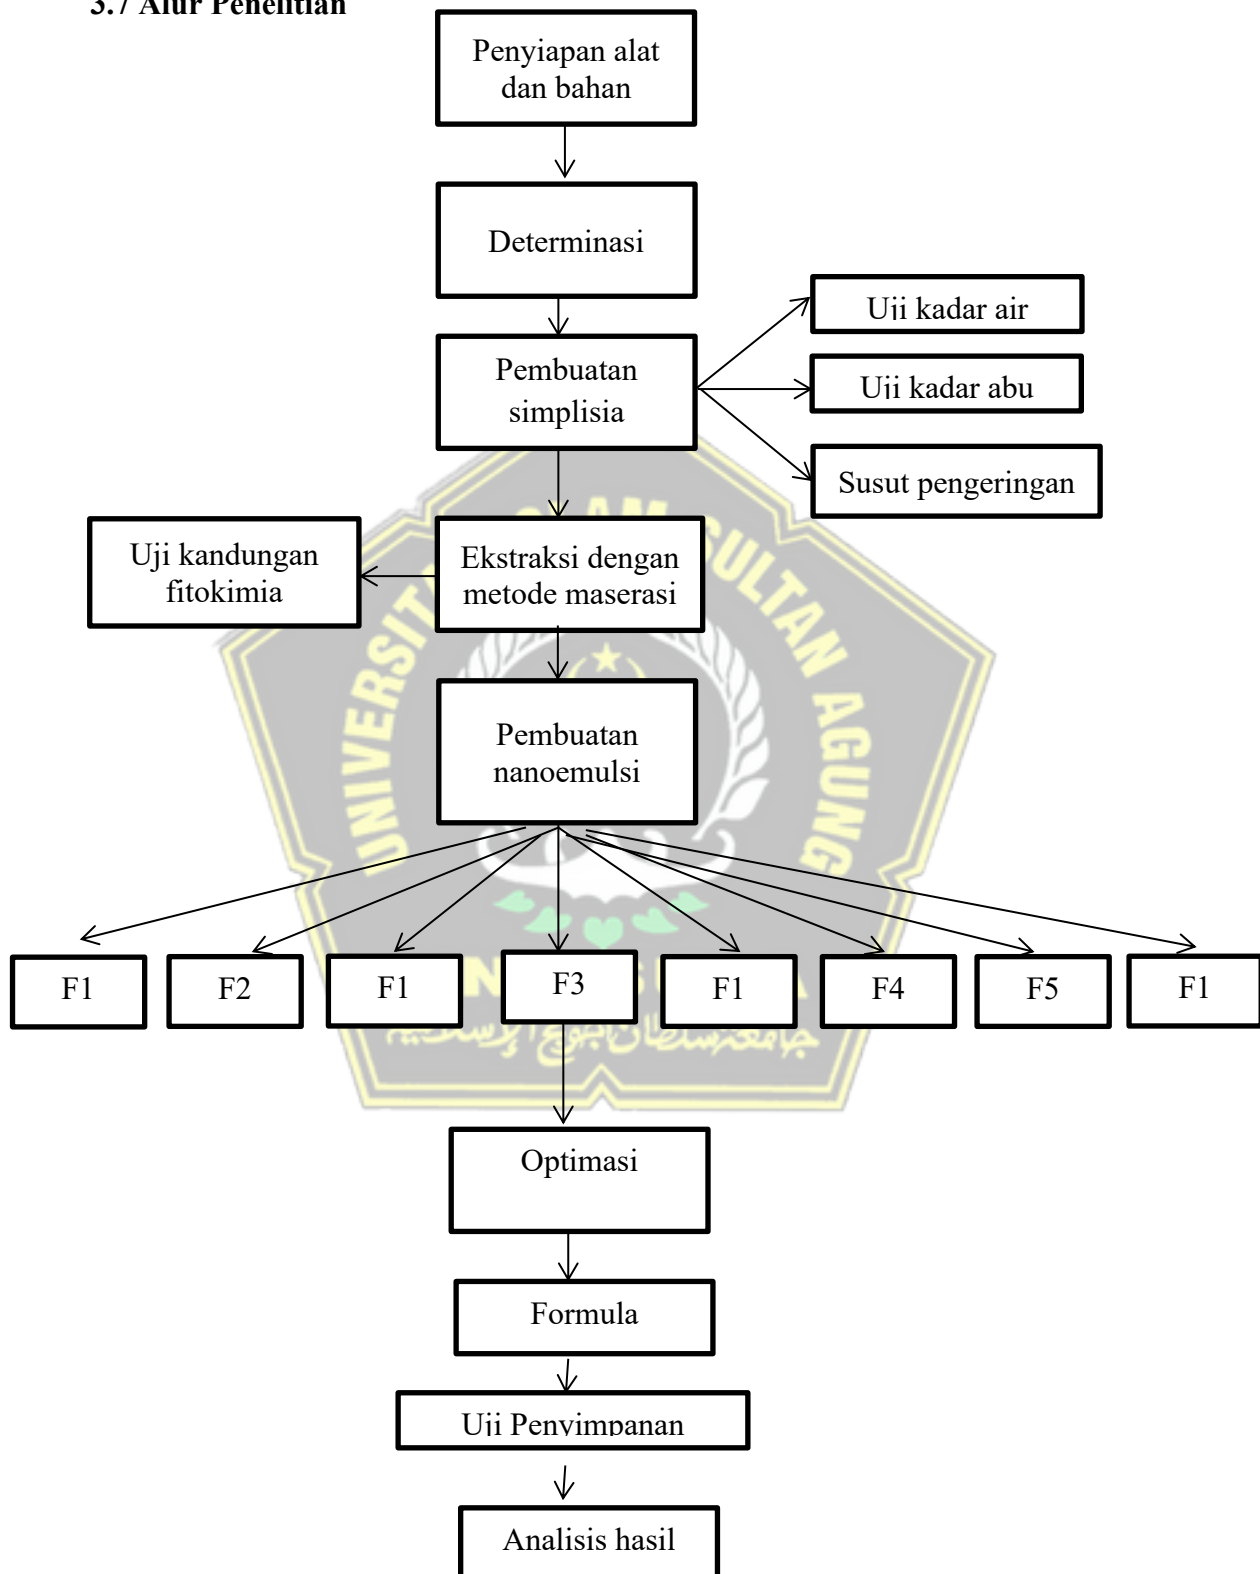 3.7 Alur Penelitian
Penyiapan alat
dan bahan
Determinasi
Pembuatan
simplisia
Uji kadar air
Uji kadar abu
Susut pengeringan
Uji kandungan
fitokimia
Ekstraksi dengan
metode maserasi
Pembuatan
nanoemulsi
F1
F2
F1
F3
F1
F4
F5
F1
Optimasi
Formula
Uji Penyimpanan
Analisis hasil
SULTAN AGUNG